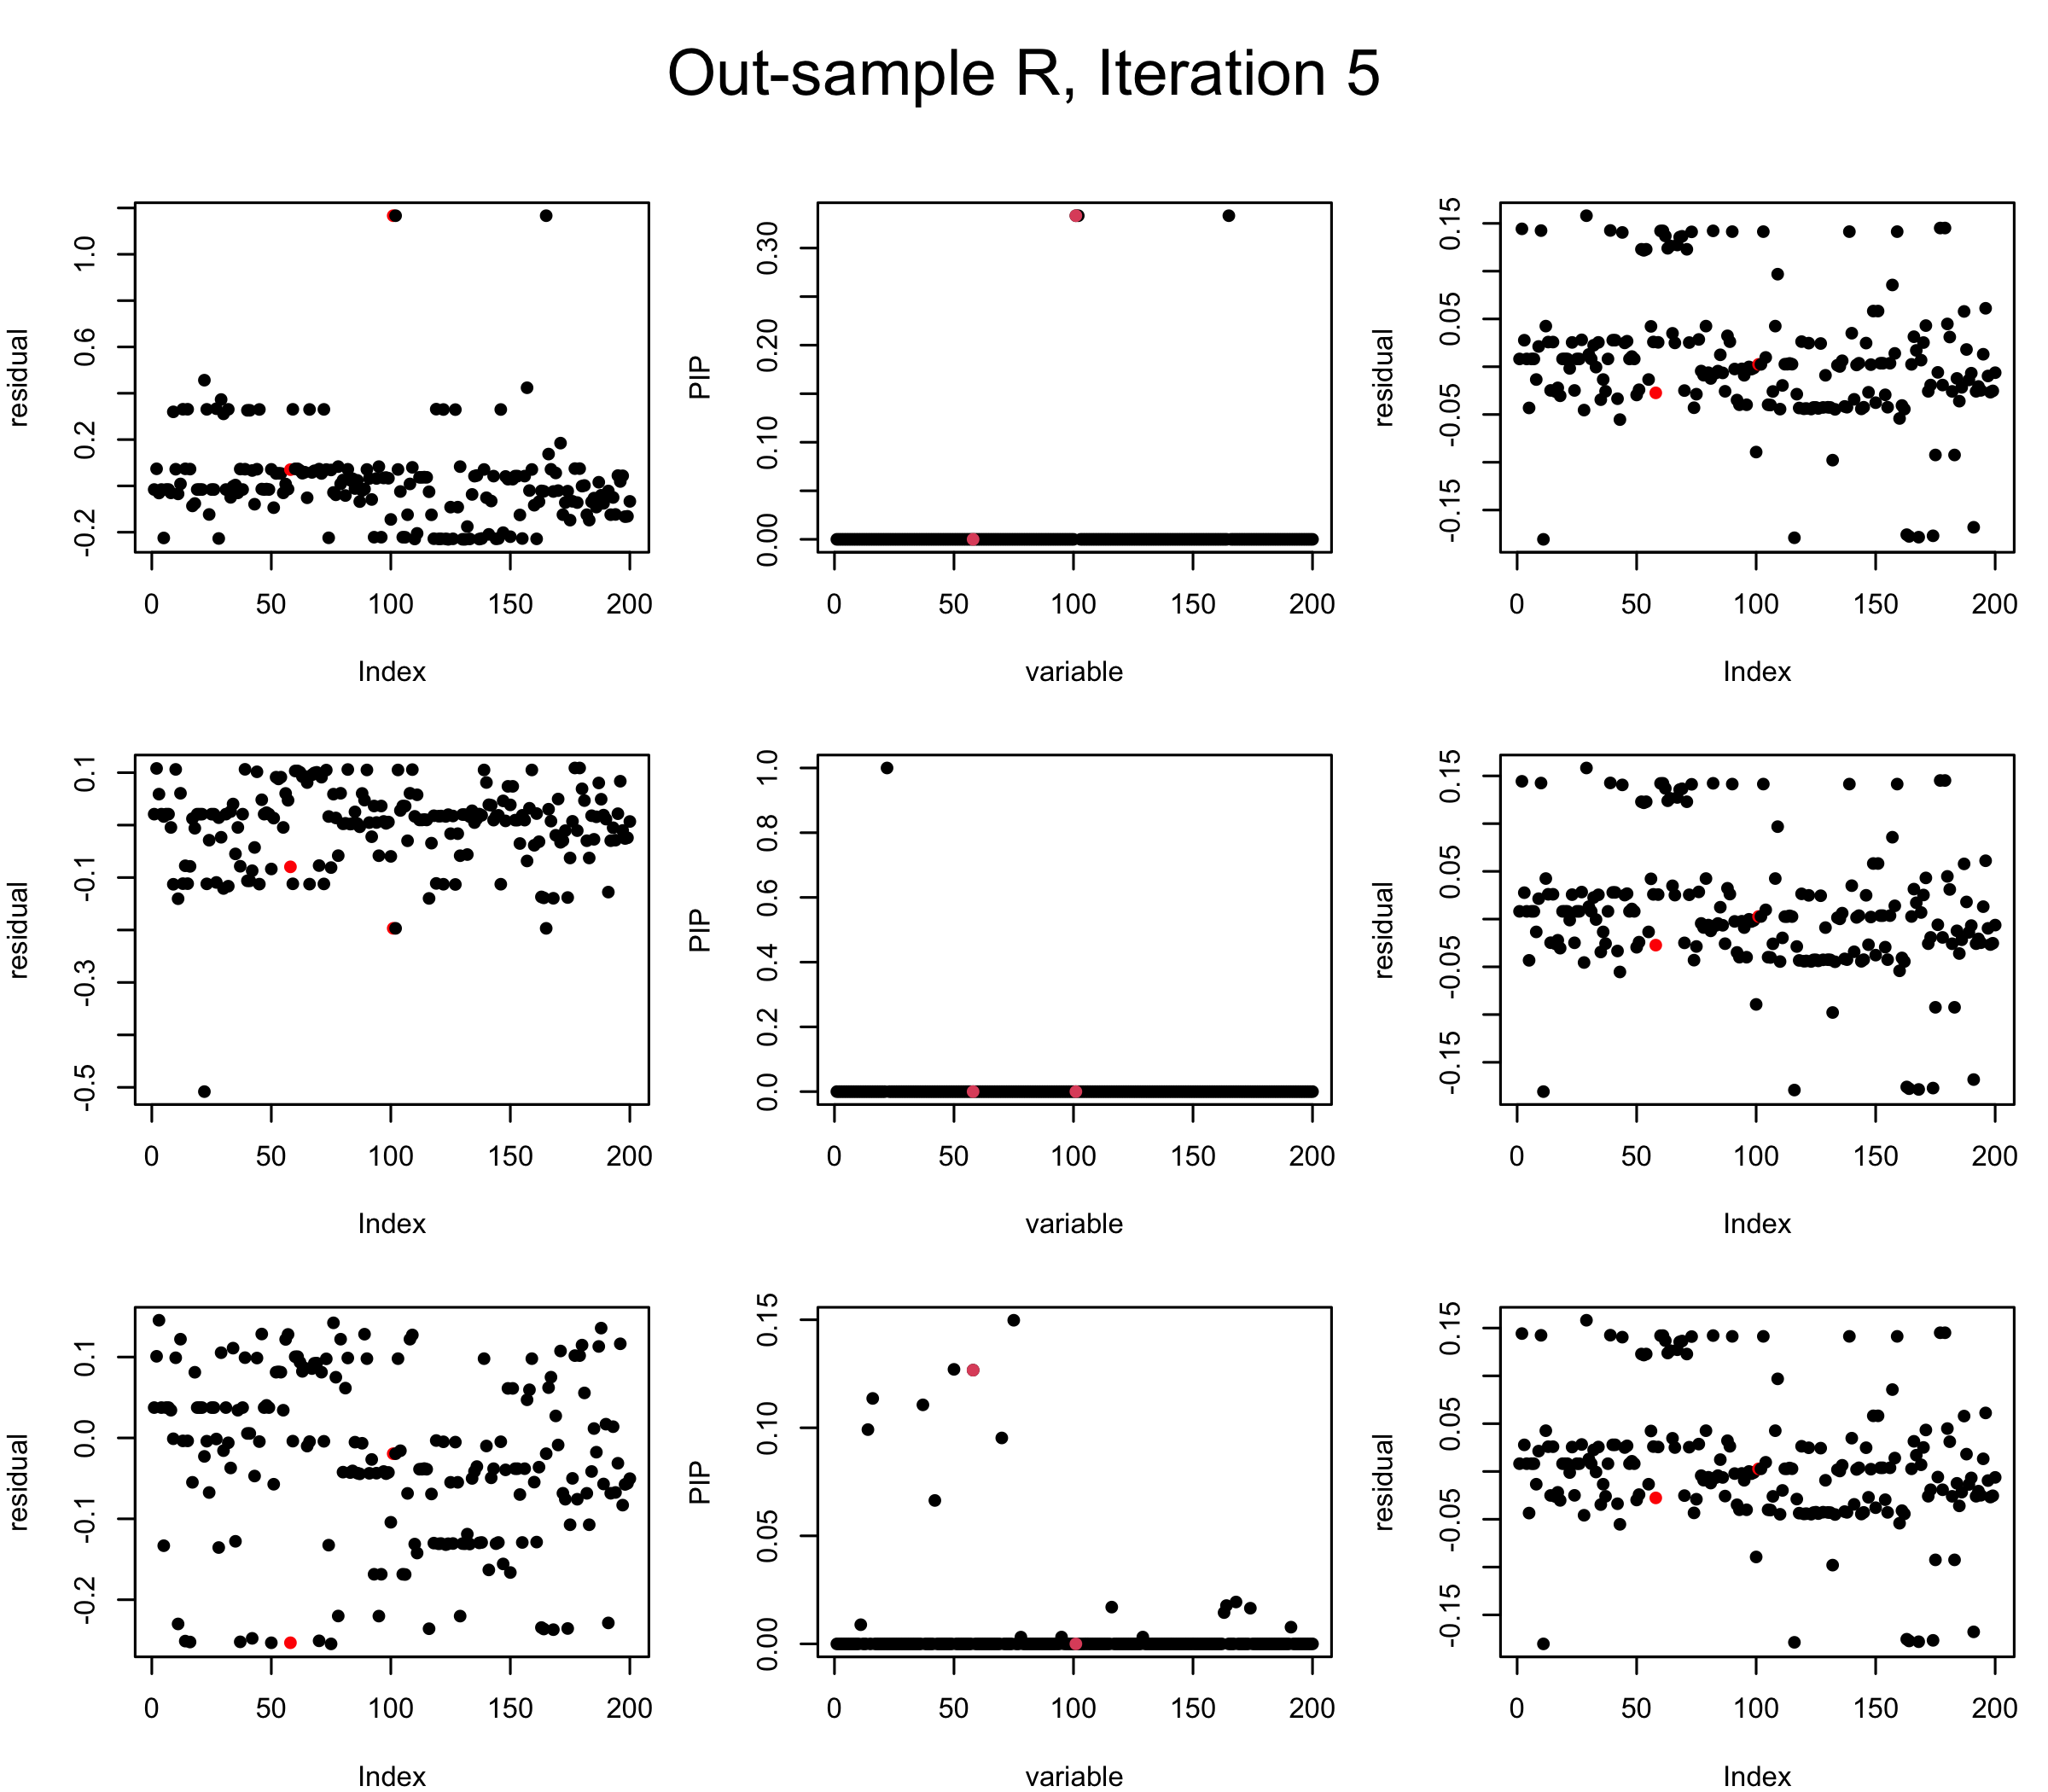 Out-sample R, Iteration 5
residual
-0.2 0.2 0.6 1.0
0 50 100 150 200
Index
PIP
0.00 0.10 0.20 0.30
0 50 100 150 200
variable
residual
-0.15 -0.05 0.05 0.15
0 50 100 150 200
Index
residual
-0.5 -0.3 -0.1 0.1
0 50 100 150 200
Index
PIP
0.0 0.2 0.4 0.6 0.8 1.0
0 50 100 150 200
variable
residual
-0.15 -0.05 0.05 0.15
0 50 100 150 200
Index
residual
-0.2 -0.1 0.0 0.1
0 50 100 150 200
Index
PIP
0.00 0.05 0.10 0.15
0 50 100 150 200
variable
residual
-0.15 -0.05 0.05 0.15
0 50 100 150 200
Index